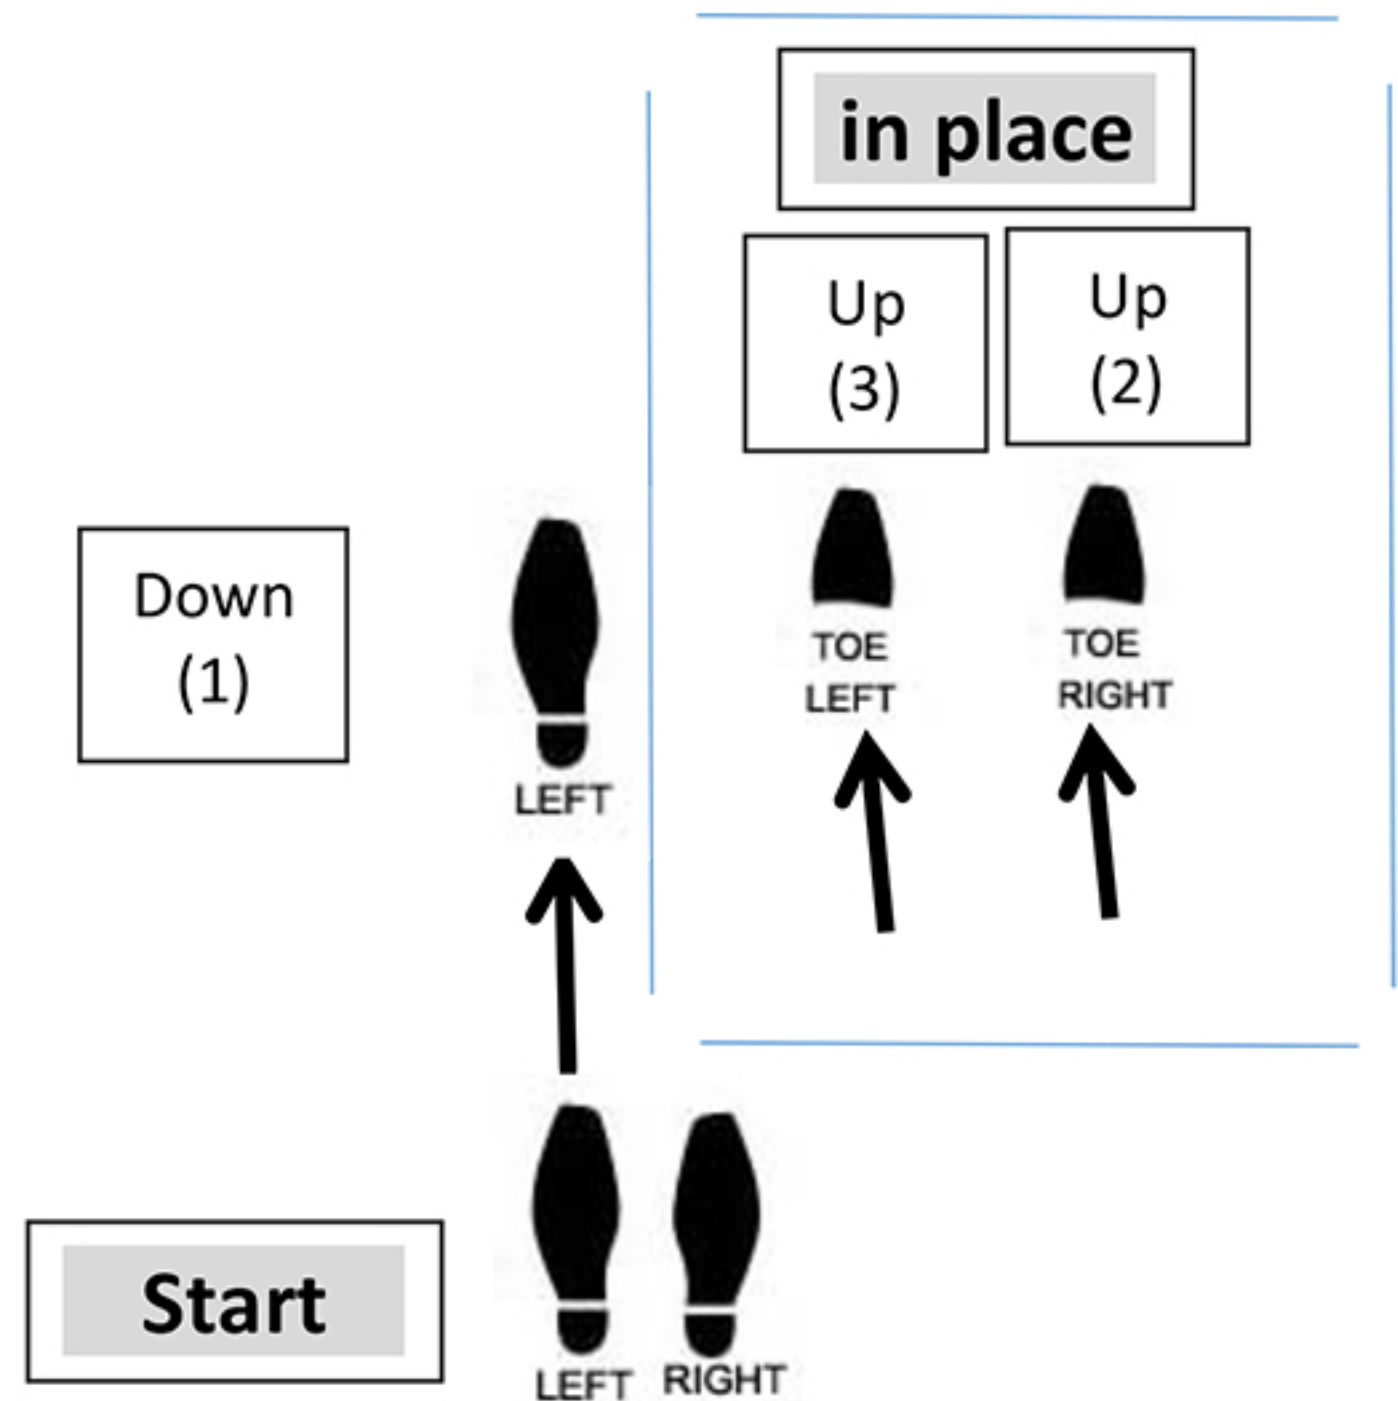 in place
Up
(3)
Up
(2)
TOE
LEFT
TOE
RIGHT
Down
(1)
LEFT
Start
LEFT
RIGHT